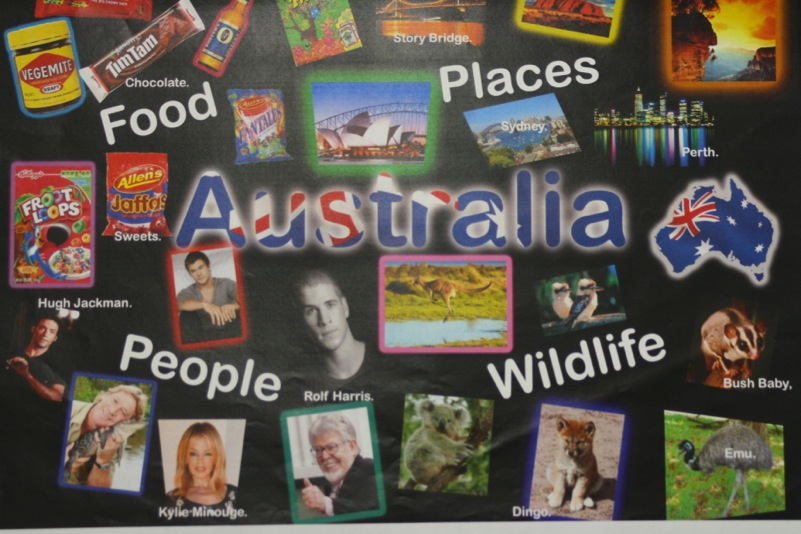 Story Bridge.
VEGEMITE
KRAFT
TimTam
Chocolate.
Food
Places
Sydney.
Perth.
FANTALES
Kellogg's
FROOT
LOOPS
Allen's
Jaffas
Sweets.
Australia
Hugh Jackman.
People
Rolf Harris.
Wildlife
Bush Baby,
Emu.
Kylie Minouge.
Dingo.